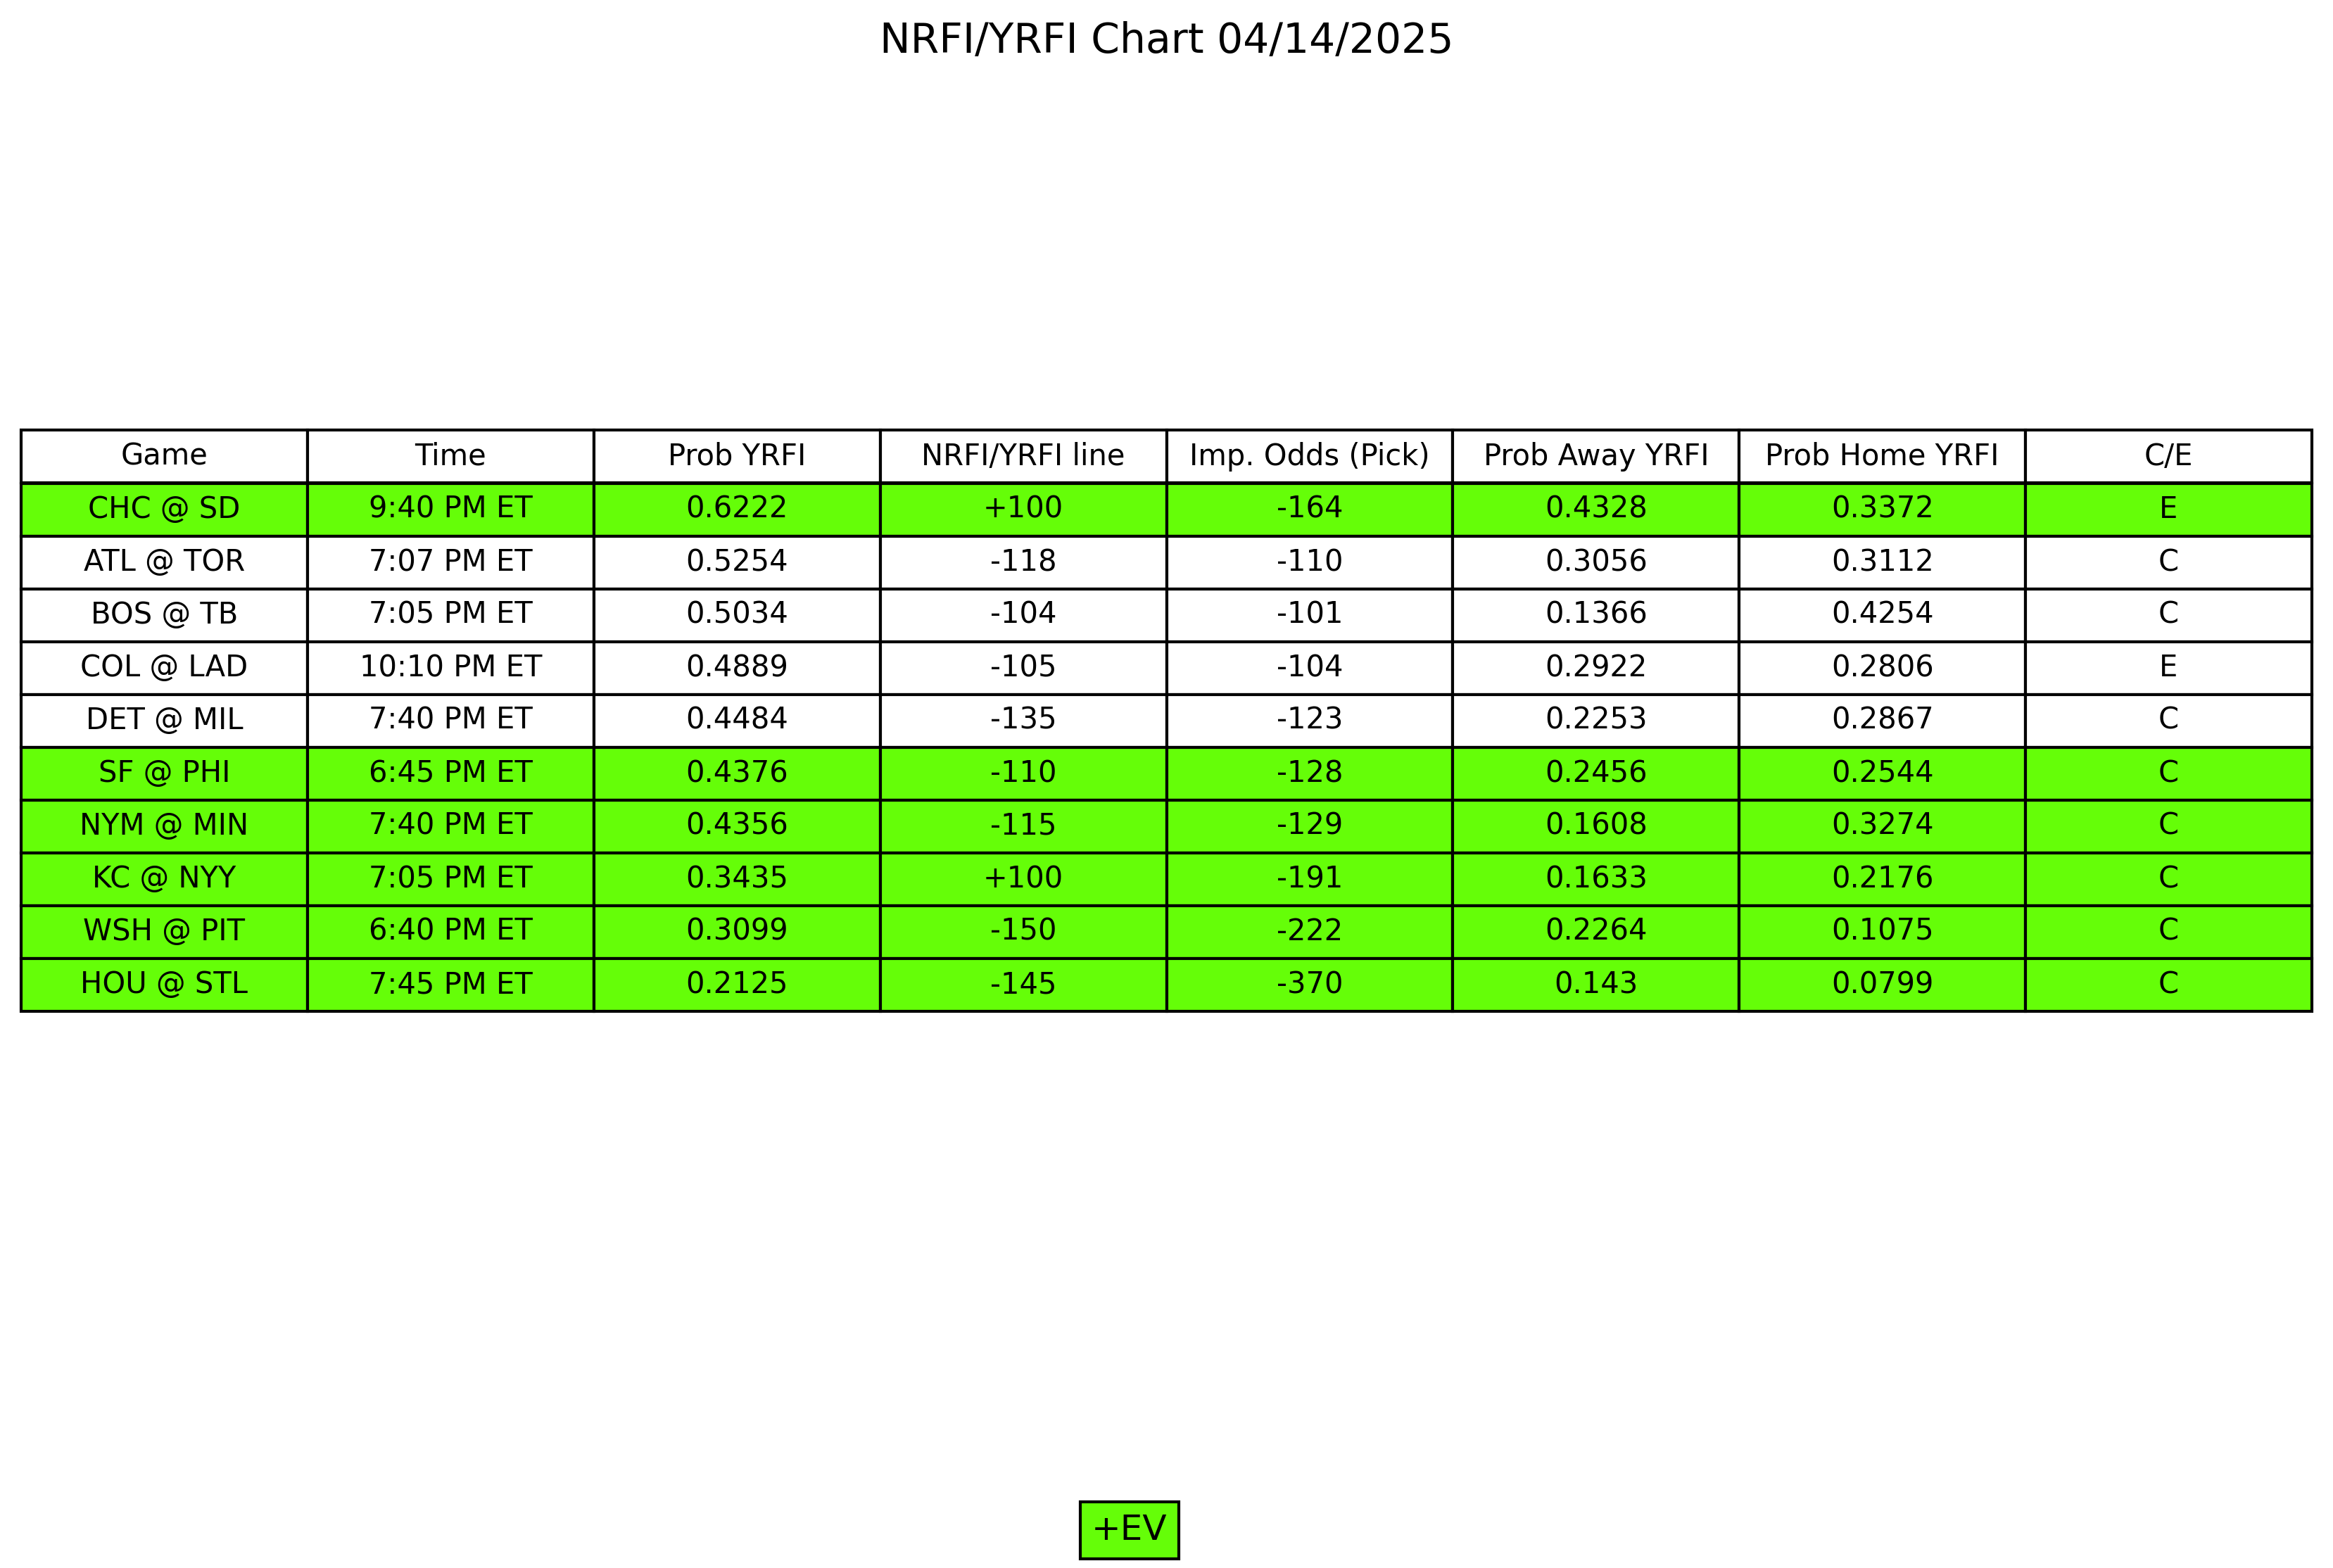 NRFI/YRFI Chart 04/14/2025
Game Time Prob YRFI NRFI/YRFI line Imp. Odds (Pick) Prob Away YRFI Prob Home YRFI C/E
CHC @ SD 9:40 PM ET 0.6222 +100 -164 0.4328 0.3372 E
ATL @ TOR 7:07 PM ET 0.5254 -118 -110 0.3056 0.3112 C
BOS @ TB 7:05 PM ET 0.5034 -104 -101 0.1366 0.4254 C
COL @ LAD 10:10 PM ET 0.4889 -105 -104 0.2922 0.2806 E
DET @ MIL 7:40 PM ET 0.4484 -135 -123 0.2253 0.2867 C
SF @ PHI 6:45 PM ET 0.4376 -110 -128 0.2456 0.2544 C
NYM @ MIN 7:40 PM ET 0.4356 -115 -129 0.1608 0.3274 C
KC @ NYY 7:05 PM ET 0.3435 +100 -191 0.1633 0.2176 C
WSH @ PIT 6:40 PM ET 0.3099 -150 -222 0.2264 0.1075 C
HOU @ STL 7:45 PM ET 0.2125 -145 -370 0.143 0.0799 C
+EV